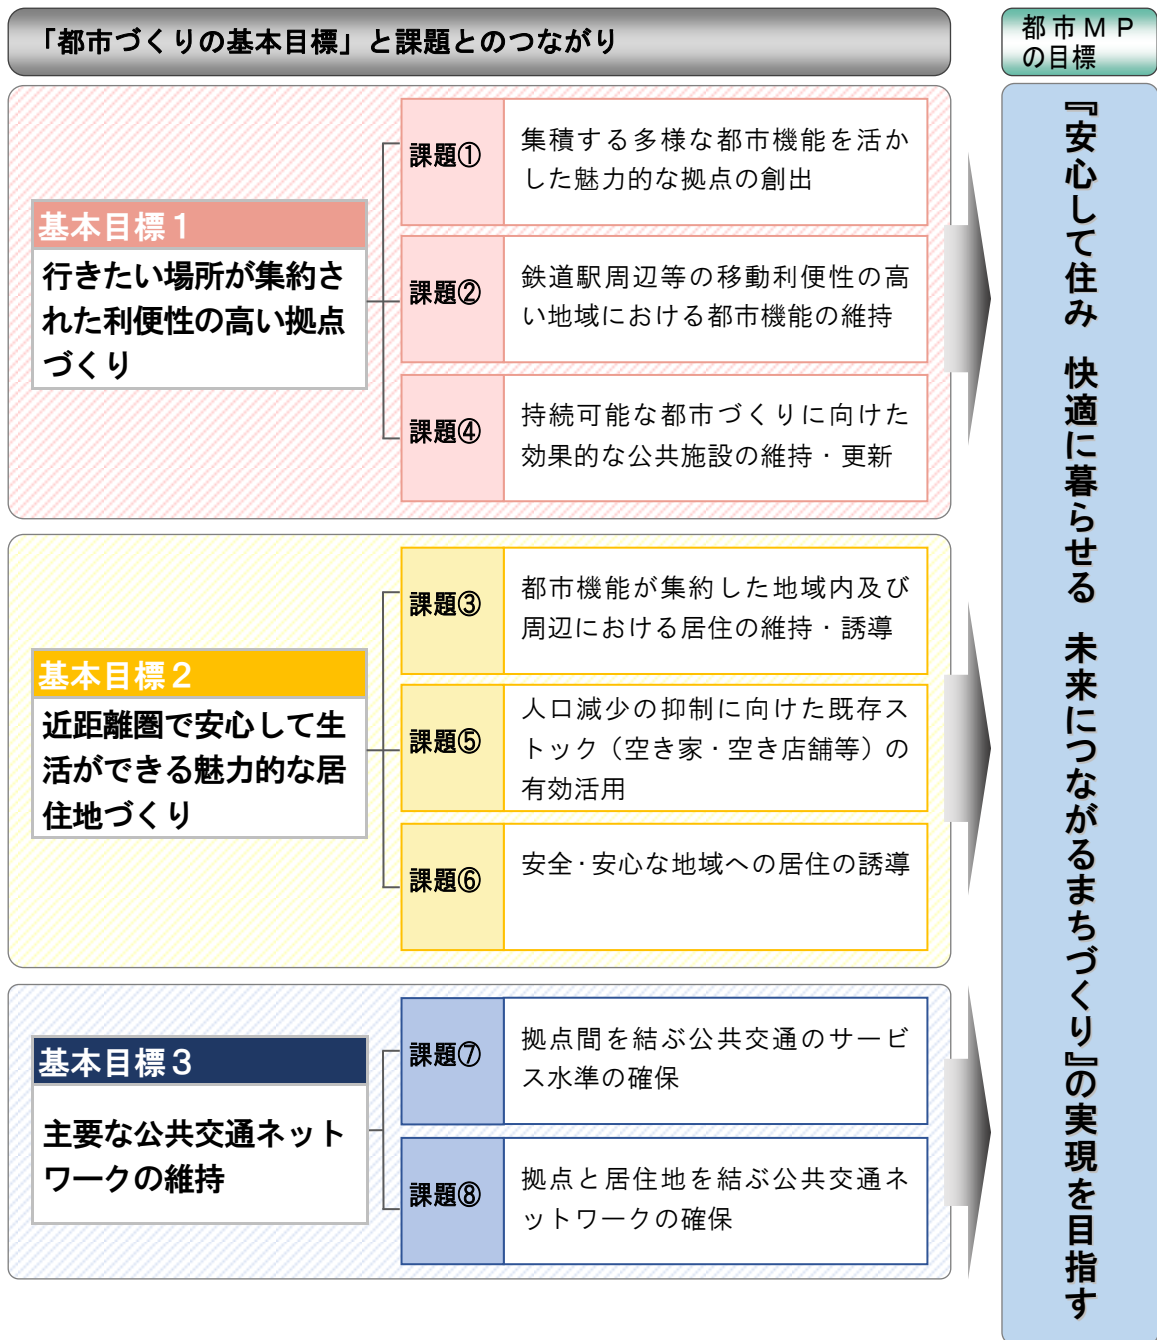 「都市づくりの基本目標」と課題とのつながり
都市ＭＰ
の目標
基本目標１
行きたい場所が集約さ
れた利便性の高い拠点
づくり
課題①
集積する多様な都市機能を活か
した魅力的な拠点の創出
課題②
鉄道駅周辺等の移動利便性の高
い地域における都市機能の維持
課題④
持続可能な都市づくりに向けた
効果的な公共施設の維持・更新
基本目標２
近距離圏で安心して生
活ができる魅力的な居
住地づくり
課題③
都市機能が集約した地域内及び
周辺における居住の維持・誘導
課題⑤
人口減少の抑制に向けた既存ス
トック（空き家・空き店舗等）の
有効活用
課題⑥
安全・安心な地域への居住の誘導
基本目標３
主要な公共交通ネット
ワークの維持
課題⑦
拠点間を結ぶ公共交通のサービ
ス水準の確保
課題⑧
拠点と居住地を結ぶ公共交通ネ
ットワークの確保
『安心して住み　快適に暮らせる　未来につながるまちづくり』の実現を目指す